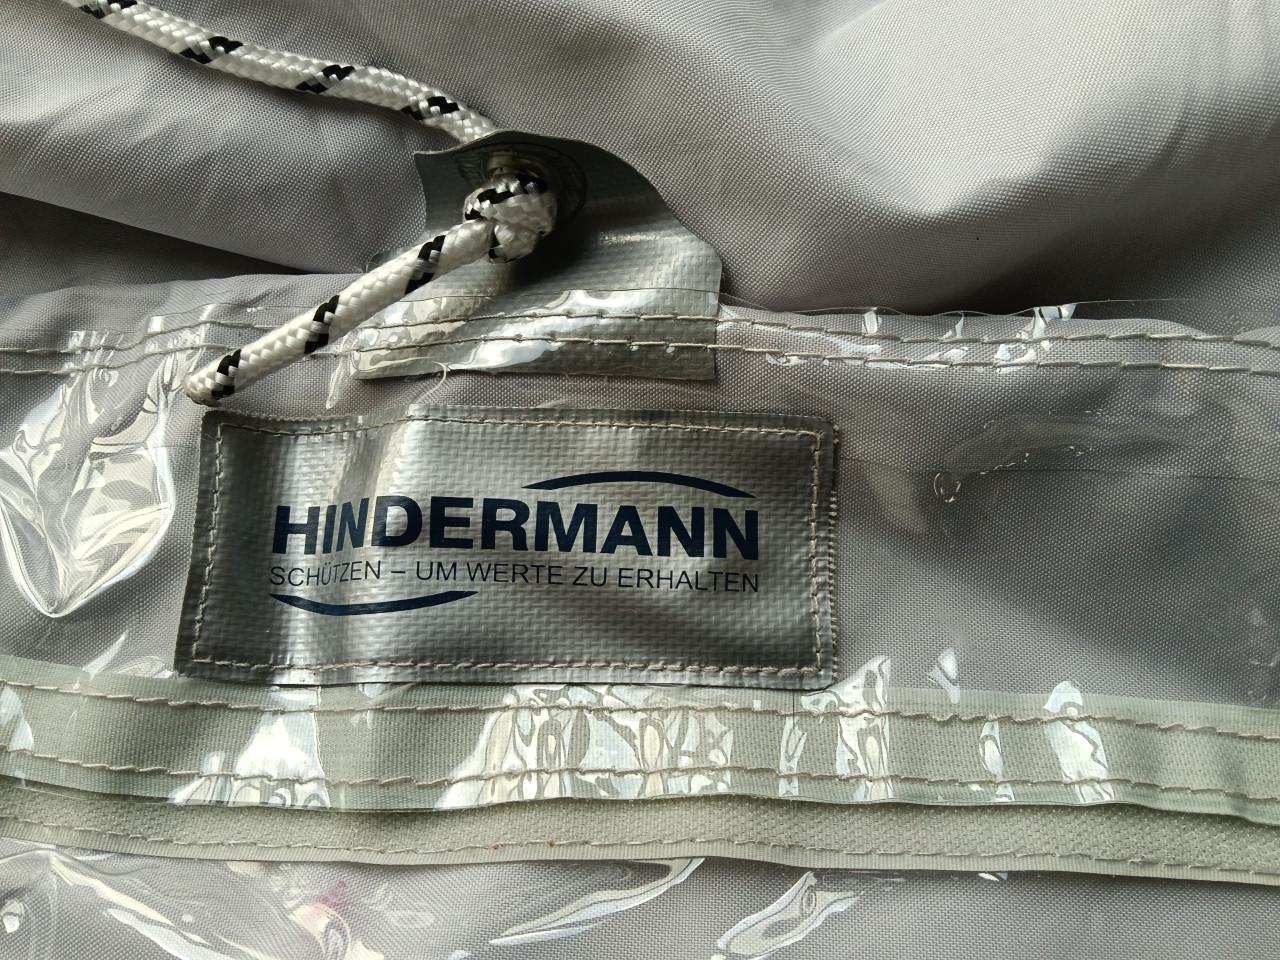 HINDERMANN
SCHÜTZEN – UM WERTE ZU ERHALTEN